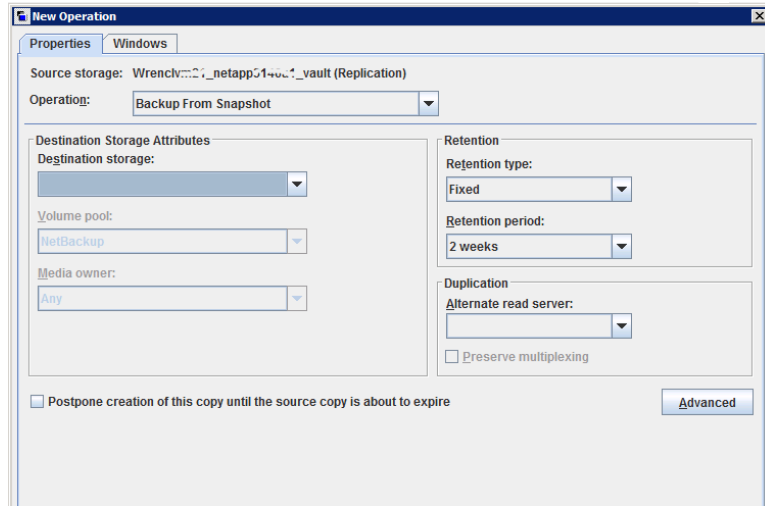 New Operation
Properties Windows
Source storage: (Replication)
Operation: Backup From Snapshot
Destination Storage Attributes
Destination storage:
Volume pool:
NetBackup
Media owner:
Any
Retention
Retention type:
Fixed
Retention period:
2 weeks
Duplication
Alternate read server:
Preserve multiplexing
Postpone creation of this copy until the source copy is about to expire
Advanced